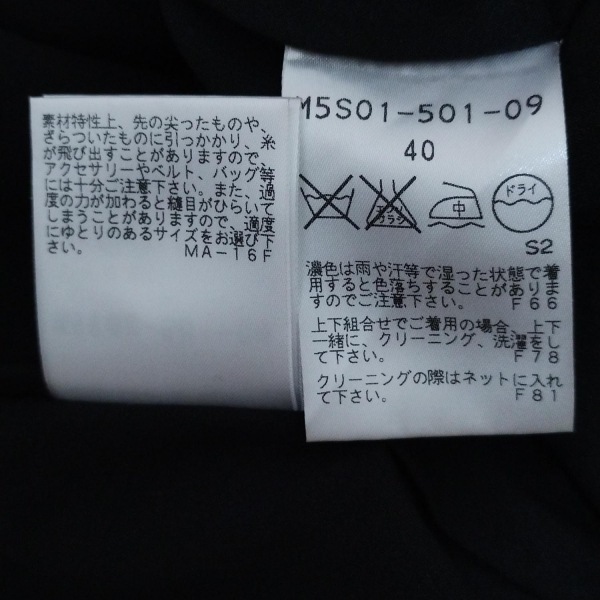 素材特性上、先の尖ったものや、
ざらついたものに引っかかり、糸
が飛び出すことがありますので、
アクセサリーやベルト、バッグ等
には十分ご注意下さい。また、過
度の力が加わると縫目がひらいて
しまうことがありますので、適度
にゆとりのあるサイズをお選び下
さい。 MA-16F
M5S01-501-09
40
エンソ
サラシ
中
ドライ
S2
濃色は雨や汗等で湿った状態で着
用すると色落ちすることがありま
すのでご注意下さい。 F66
上下組合せでご着用の場合、上下
一緒に、クリーニング、洗濯をし
て下さい。 F78
クリーニングの際はネットに入れ
て下さい。 F81